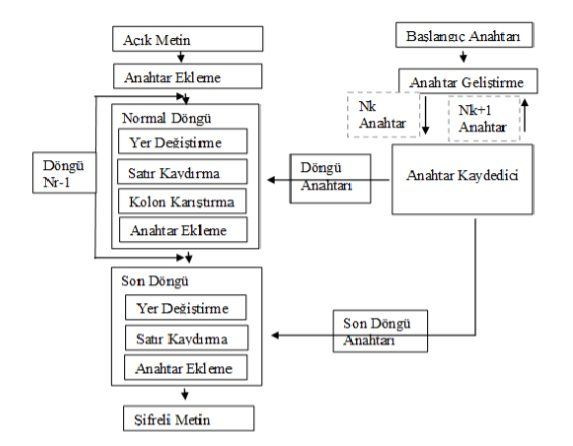 Açık Metin
Başlangıç Anahtarı
Anahtar Ekleme
Anahtar Geliştirme
Nk
Anahtar
Nk+1
Anahtar
Normal Döngü
Yer Değiştirme
Satır Kaydırma
Kolon Karıştırma
Anahtar Ekleme
Döngü
Nr-1
Döngü
Anahtarı
Anahtar Kaydedici
Son Döngü
Yer Değiştirme
Satır Kaydırma
Anahtar Ekleme
Son Döngü
Anahtarı
Şifreli Metin